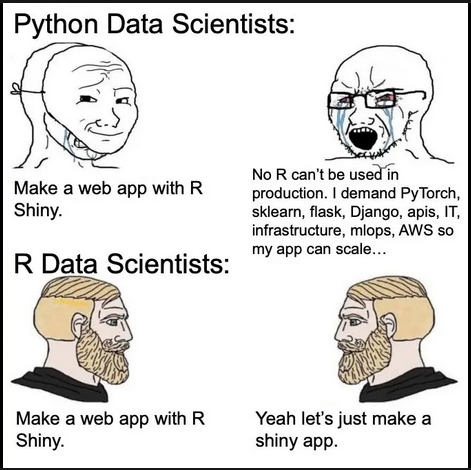 Python Data Scientists:
Make a web app with R
Shiny.
No R can't be used in
production. I demand PyTorch,
sklearn, flask, Django, apis, IT,
infrastructure, mlops, AWS so
my app can scale...
R Data Scientists:
Make a web app with R
Shiny.
Yeah let's just make a
shiny app.